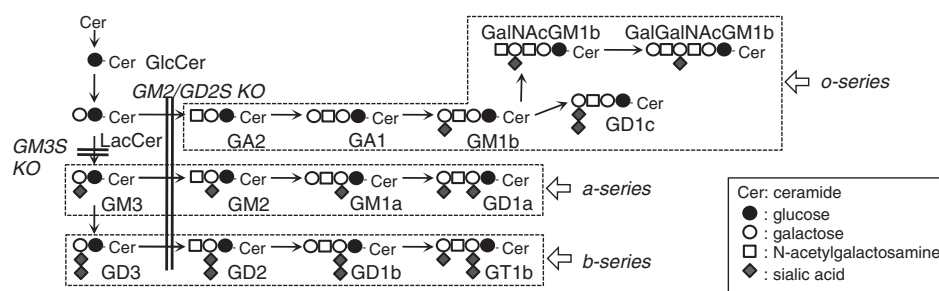 Cer
Cer GlcCer
GM2/GD2S KO
Cer
LacCer
GM3S
KO
Cer
GA2
Cer
GA1
Cer
GM1b
GalNAcGM1b
Cer
GalGalNAcGM1b
Cer
Cer
GD1c
o-series
Cer
GM3
Cer
GM2
Cer
GM1a
Cer
GD1a
a-series
Cer
GD3
Cer
GD2
Cer
GD1b
Cer
GT1b
b-series
Cer: ceramide
: glucose
: galactose
: N-acetylgalactosamine
: sialic acid